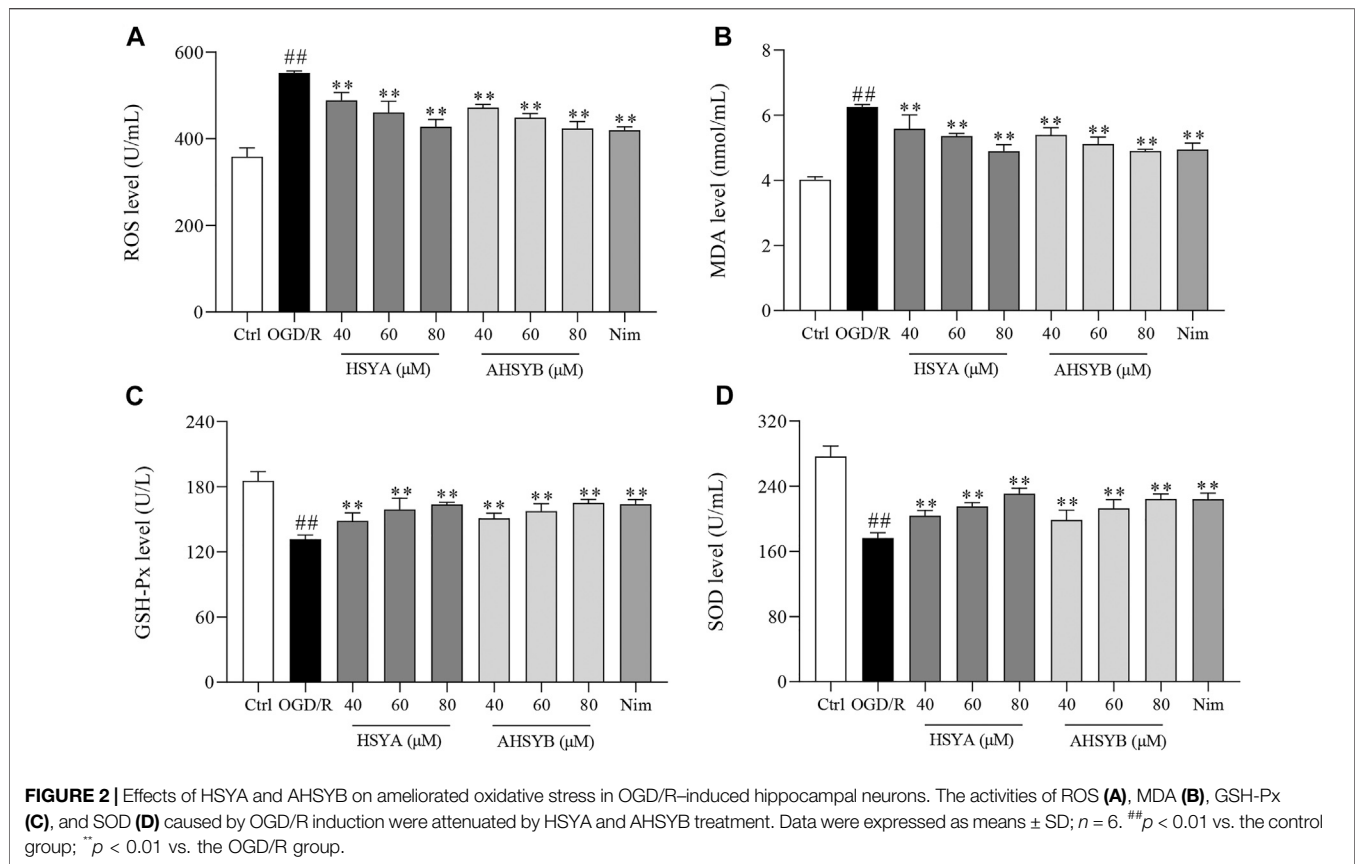 A
ROS level (U/mL)
600
400
200
0
##
** ** ** ** ** ** **
Ctrl OGD/R 40 60 80 40 60 80 Nim
HSYA (μM) AHSYB (μM)
B
MDA level (nmol/mL)
8
6
4
2
0
##
** ** ** ** ** ** **
Ctrl OGD/R 40 60 80 40 60 80 Nim
HSYA (μM) AHSYB (μM)
C
GSH-Px level (U/L)
240
180
120
60
0
##
** ** ** ** ** ** **
Ctrl OGD/R 40 60 80 40 60 80 Nim
HSYA (μM) AHSYB (μM)
D
SOD level (U/mL)
320
240
160
80
0
##
** ** ** ** ** ** **
Ctrl OGD/R 40 60 80 40 60 80 Nim
HSYA (μM) AHSYB (μM)
FIGURE 2 | Effects of HSYA and AHSYB on ameliorated oxidative stress in OGD/R–induced hippocampal neurons. The activities of ROS (A), MDA (B), GSH-Px
(C), and SOD (D) caused by OGD/R induction were attenuated by HSYA and AHSYB treatment. Data were expressed as means ± SD; n = 6. ##p < 0.01 vs. the control
group; **p < 0.01 vs. the OGD/R group.